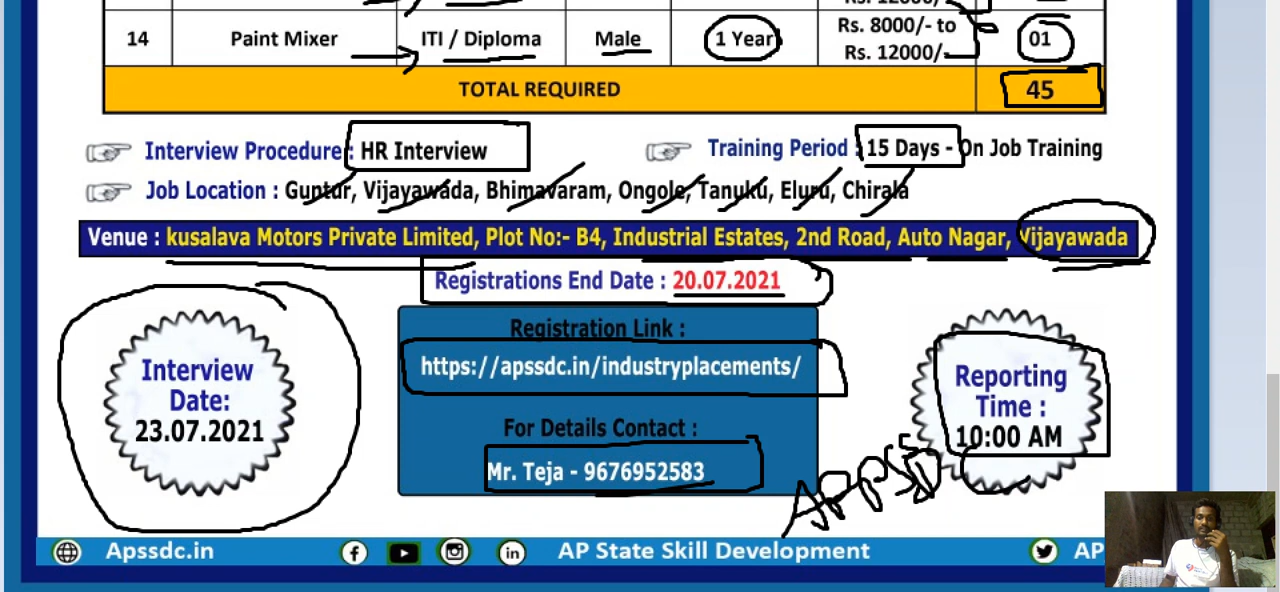 Rs. 12000/-
14 Paint Mixer ITI / Diploma Male 1 Year Rs. 8000/- to Rs. 12000/- 01
TOTAL REQUIRED 45
Interview Procedure : HR Interview Training Period : 15 Days - On Job Training
Job Location : Guntur, Vijayawada, Bhimavaram, Ongole, Tanuku, Eluru, Chirala
Venue : kusalava Motors Private Limited, Plot No:- B4, Industrial Estates, 2nd Road, Auto Nagar, Vijayawada
Registrations End Date : 20.07.2021
Interview
Date:
23.07.2021
Registration Link :
https://apssdc.in/industryplacements/
For Details Contact :
Mr. Teja - 9676952583
Reporting
Time :
10:00 AM
Apssdc.in AP State Skill Development AP